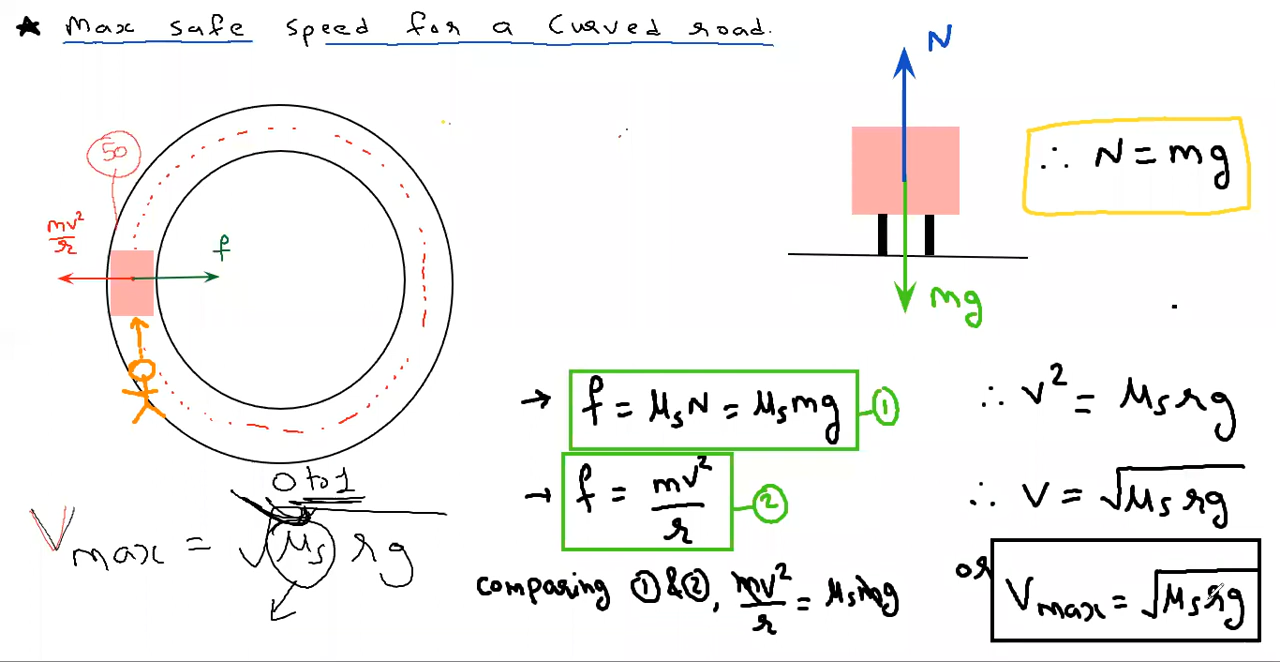 ★ Max safe speed for a Curved road.
N
50
∴ N = mg
mv²/r
f
mg
→ f = μsN = μsmg ①
∴ v² = μsrg
→ f = mv²/r ②
∴ V = √μsrg
0 to 1
Vmax = √μs rg
comparing ① & ②, mv²/r = μsmg
or Vmax = √μsrg